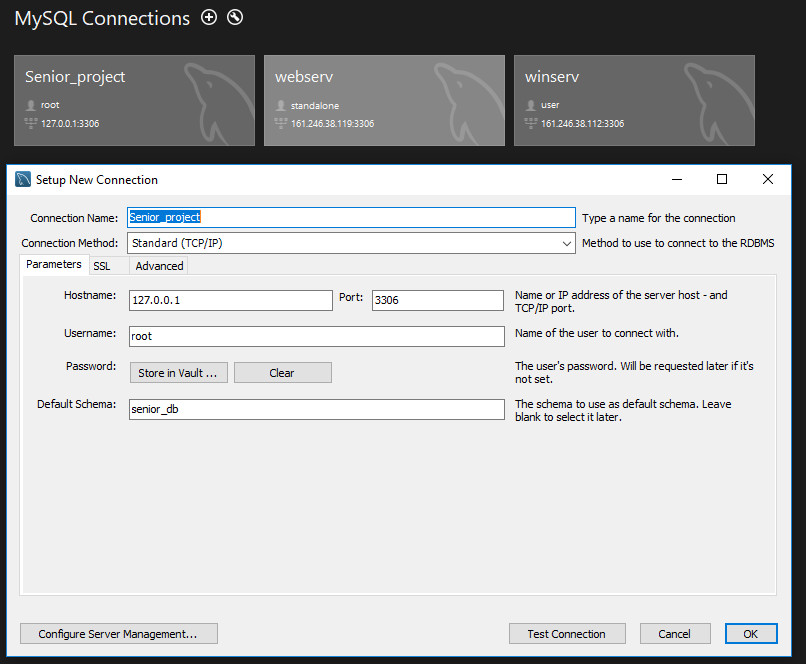 MySQL Connections
Senior_project
root
127.0.0.1:3306
webserv
standalone
161.246.38.119:3306
winserv
user
161.246.38.112:3306
Setup New Connection
Connection Name: Senior_project Type a name for the connection
Connection Method: Standard (TCP/IP) Method to use to connect to the RDBMS
Parameters SSL Advanced
Hostname: 127.0.0.1 Port: 3306 Name or IP address of the server host - and
TCP/IP port.
Username: root Name of the user to connect with.
Password: Store in Vault ... Clear The user's password. Will be requested later if it's
not set.
Default Schema: senior_db The schema to use as default schema. Leave
blank to select it later.
Configure Server Management... Test Connection Cancel OK